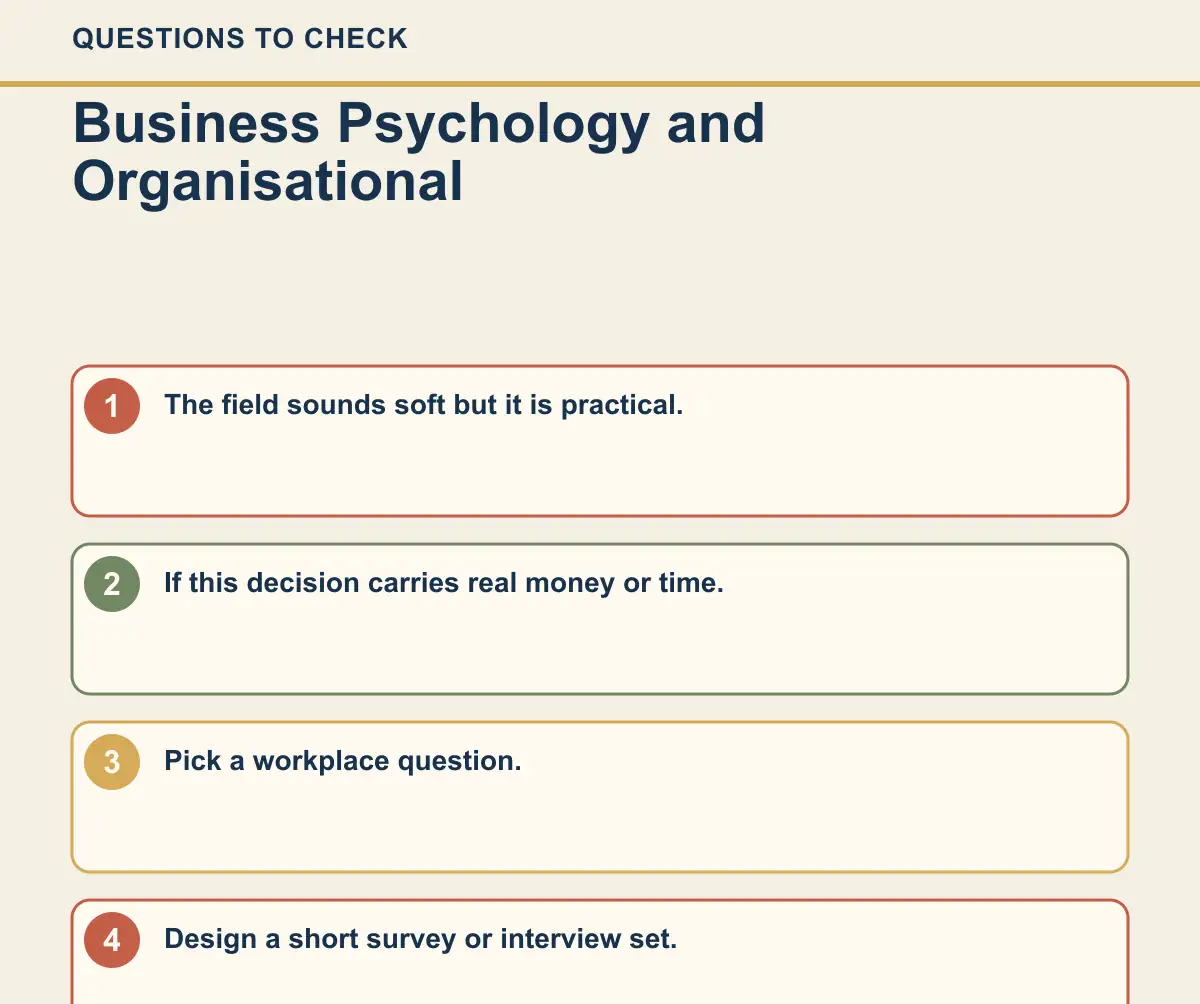 QUESTIONS TO CHECK
Business Psychology and
Organisational
1 The field sounds soft but it is practical.
2 If this decision carries real money or time.
3 Pick a workplace question.
4 Design a short survey or interview set.